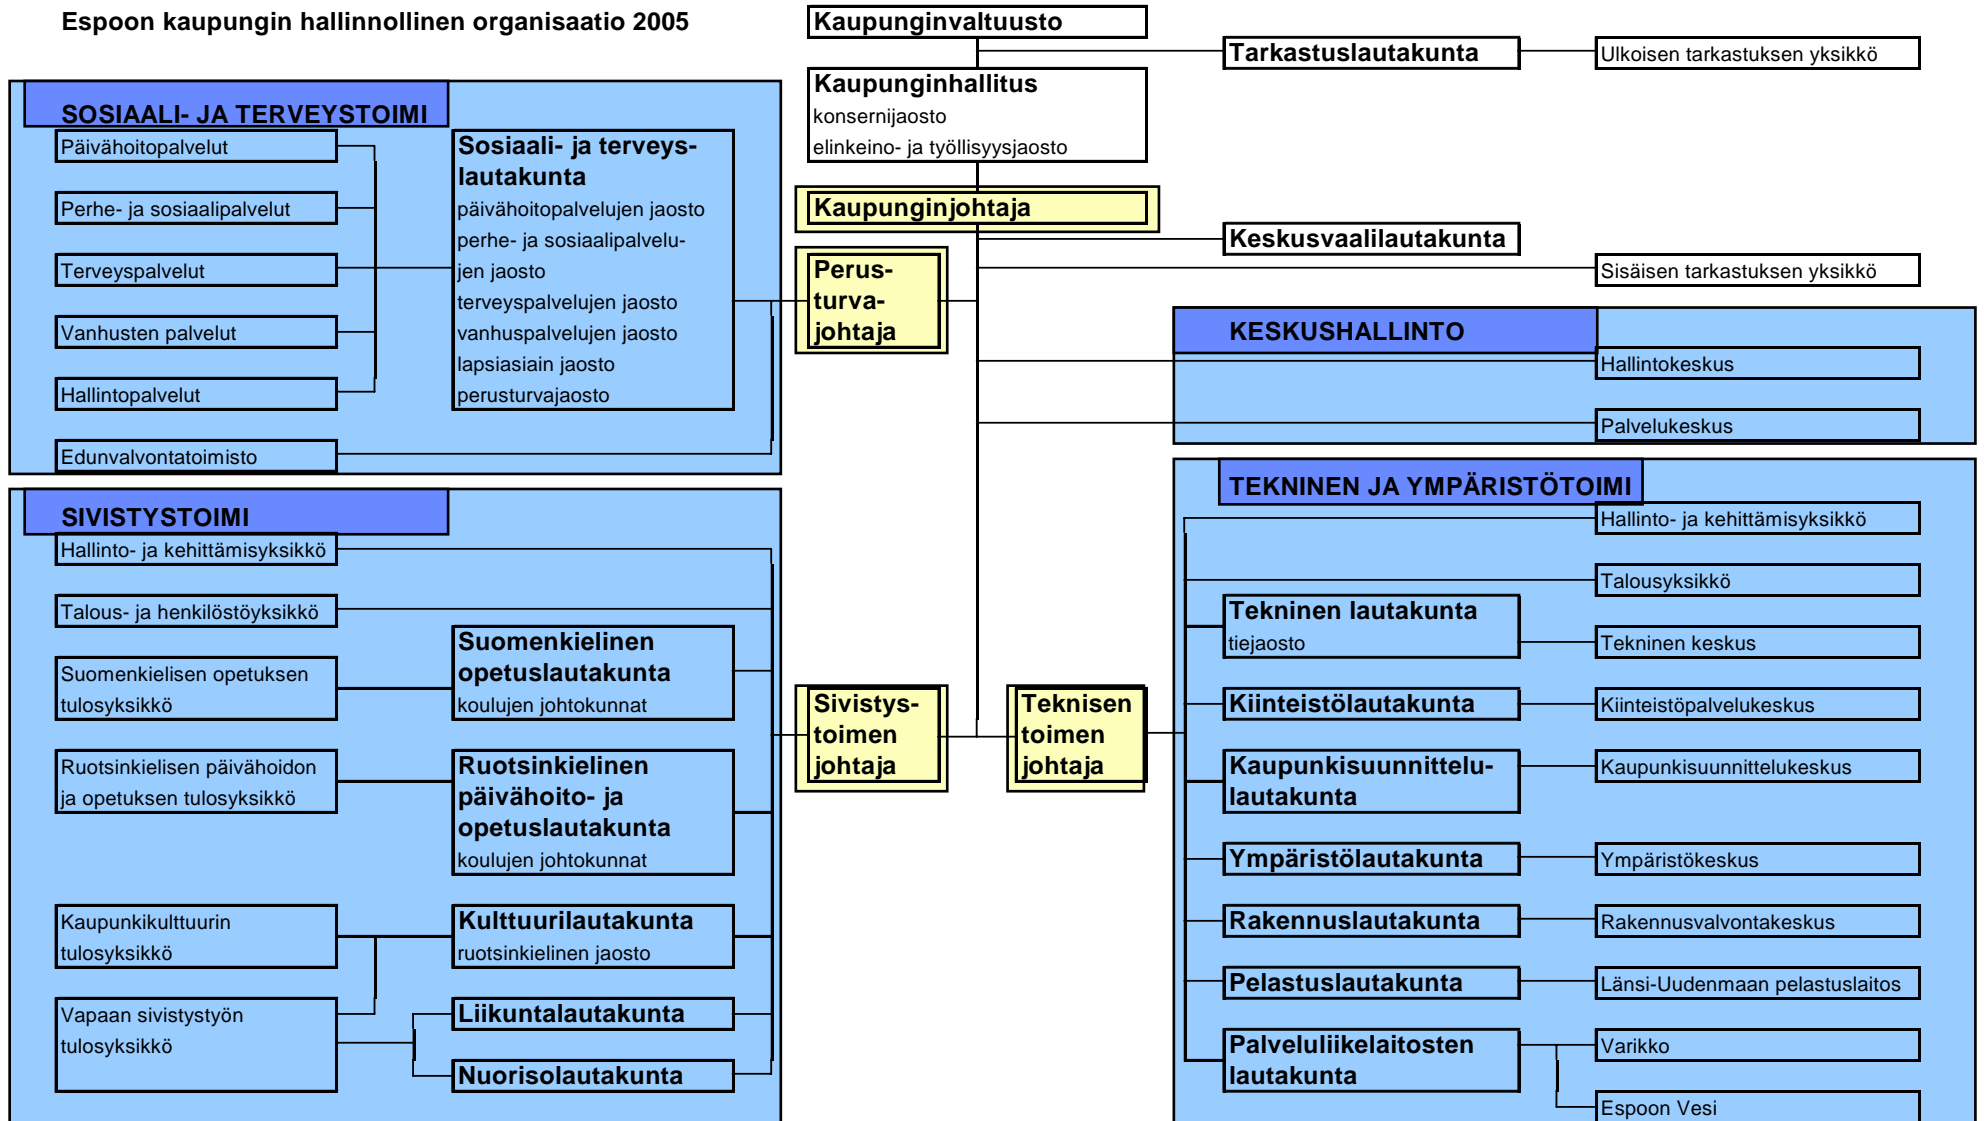 Espoon kaupungin hallinnollinen organisaatio 2005
Kaupunginvaltuusto
Tarkastuslautakunta
Ulkoisen tarkastuksen yksikkö
Kaupunginhallitus
konsernijaosto
elinkeino- ja työllisyysjaosto
Kaupunginjohtaja
Keskusvaalilautakunta
Sisäisen tarkastuksen yksikkö
SOSIAALI- JA TERVEYSTOIMI
Päivähoitopalvelut
Perhe- ja sosiaalipalvelut
Terveyspalvelut
Vanhusten palvelut
Hallintopalvelut
Edunvalvontatoimisto
Sosiaali- ja terveys-
lautakunta
päivähoitopalvelujen jaosto
perhe- ja sosiaalipalvelu-
jen jaosto
terveyspalvelujen jaosto
vanhuspalvelujen jaosto
lapsiasiain jaosto
perusturvajaosto
Perus-
turva-
johtaja
KESKUSHALLINTO
Hallintokeskus
Palvelukeskus
SIVISTYSTOIMI
Hallinto- ja kehittämisyksikkö
Talous- ja henkilöstöyksikkö
Suomenkielisen opetuksen
tulosyksikkö
Ruotsinkielisen päivähoidon
ja opetuksen tulosyksikkö
Kaupunkikulttuurin
tulosyksikkö
Vapaan sivistystyön
tulosyksikkö
Suomenkielinen
opetuslautakunta
koulujen johtokunnat
Ruotsinkielinen
päivähoito- ja
opetuslautakunta
koulujen johtokunnat
Kulttuurilautakunta
ruotsinkielinen jaosto
Liikuntalautakunta
Nuorisolautakunta
Sivistys-
toimen
johtaja
Teknisen
toimen
johtaja
TEKNINEN JA YMPÄRISTÖTOIMI
Hallinto- ja kehittämisyksikkö
Talousyksikkö
Tekninen lautakunta
tiejaosto
Tekninen keskus
Kiinteistölautakunta
Kiinteistöpalvelukeskus
Kaupunkisuunnittelu-
lautakunta
Kaupunkisuunnittelukeskus
Ympäristölautakunta
Ympäristökeskus
Rakennuslautakunta
Rakennusvalvontakeskus
Pelastuslautakunta
Länsi-Uudenmaan pelastuslaitos
Palveluliikelaitosten
lautakunta
Varikko
Espoon Vesi